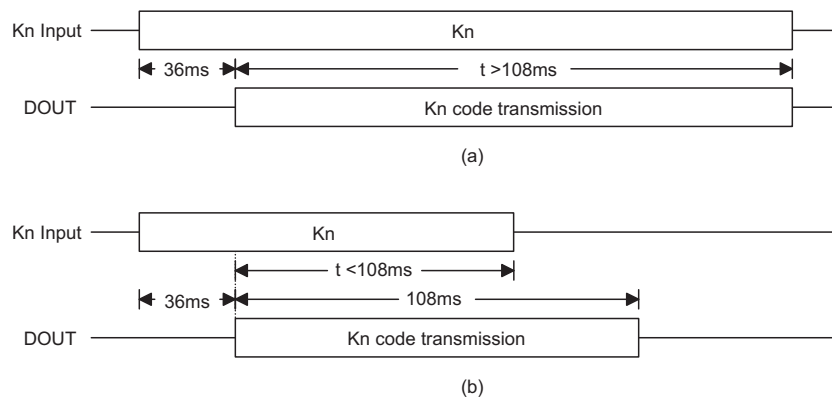 Kn Input
Kn
36ms
t >108ms
DOUT
Kn code transmission
(a)
Kn Input
Kn
t <108ms
36ms
108ms
DOUT
Kn code transmission
(b)